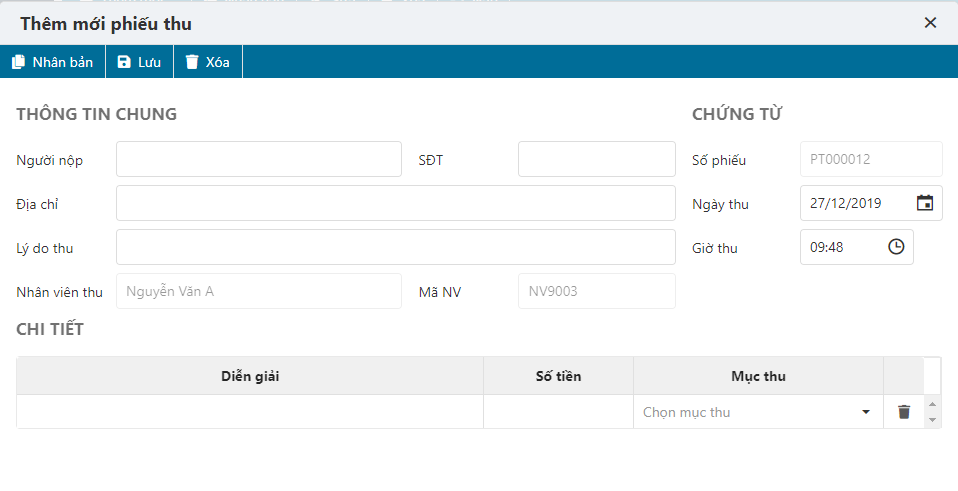 Thêm mới phiếu thu
Nhân bản Lưu Xóa
THÔNG TIN CHUNG
Người nộp
SĐT
Địa chỉ
Lý do thu
Nhân viên thu Nguyễn Văn A
Mã NV NV9003
CHỨNG TỪ
Số phiếu PT000012
Ngày thu 27/12/2019
Giờ thu 09:48
CHI TIẾT
Diễn giải Số tiền Mục thu
Chọn mục thu